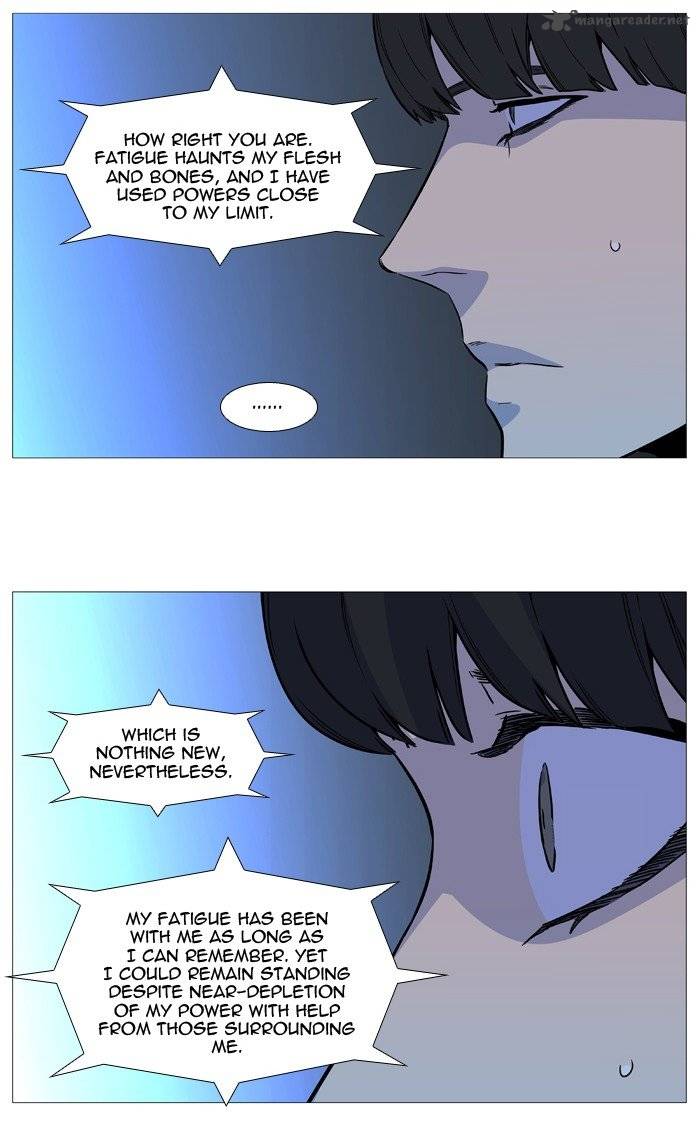 mangareader.net
HOW RIGHT YOU ARE.
FATIGUE HAUNTS MY FLESH
AND BONES, AND I HAVE
USED POWERS CLOSE
TO MY LIMIT.
......
WHICH IS
NOTHING NEW,
NEVERTHELESS.
MY FATIGUE HAS BEEN
WITH ME AS LONG AS
I CAN REMEMBER. YET
I COULD REMAIN STANDING
DESPITE NEAR-DEPLETION
OF MY POWER WITH HELP
FROM THOSE SURROUNDING
ME.